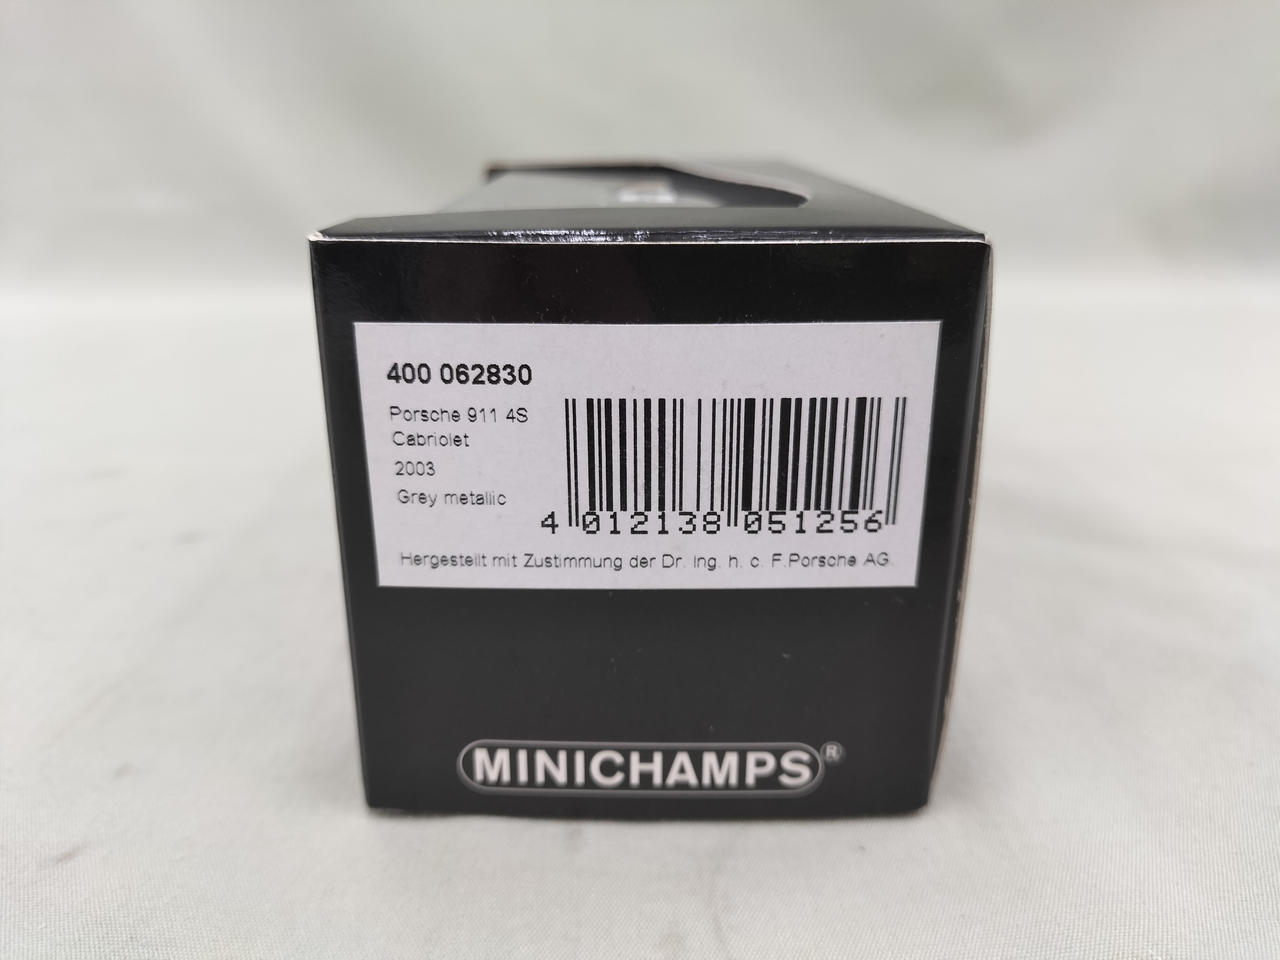 400 062830
Porsche 911 4S
Cabriolet
2003
Grey metallic
4 012138 051256
Hergestellt mit Zustimmung der Dr. Ing. h. c. F.Porsche AG.
MINICHAMPS®